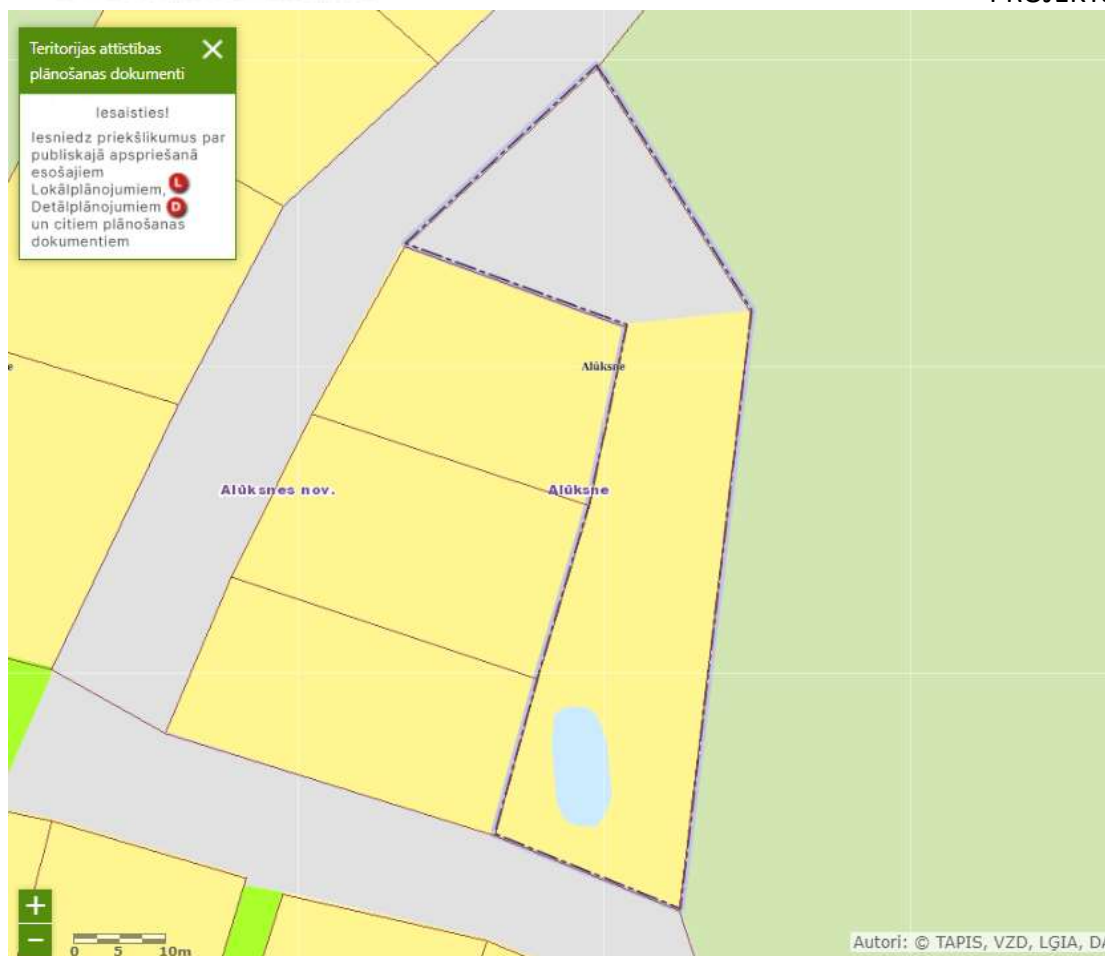 Teritorijas attīstības
plānošanas dokumenti
Iesaisties!
Iesniedz priekšlikumus par
publiskajā apspriešanā
esošajiem
Lokālplānojumiem, L
Detālplānojumiem D
un citiem plānošanas
dokumentiem
Alūksne
Alūksnes nov.
Alūksne
+
−
0 5 10m
Autori: © TAPIS, VZD, LĢIA,